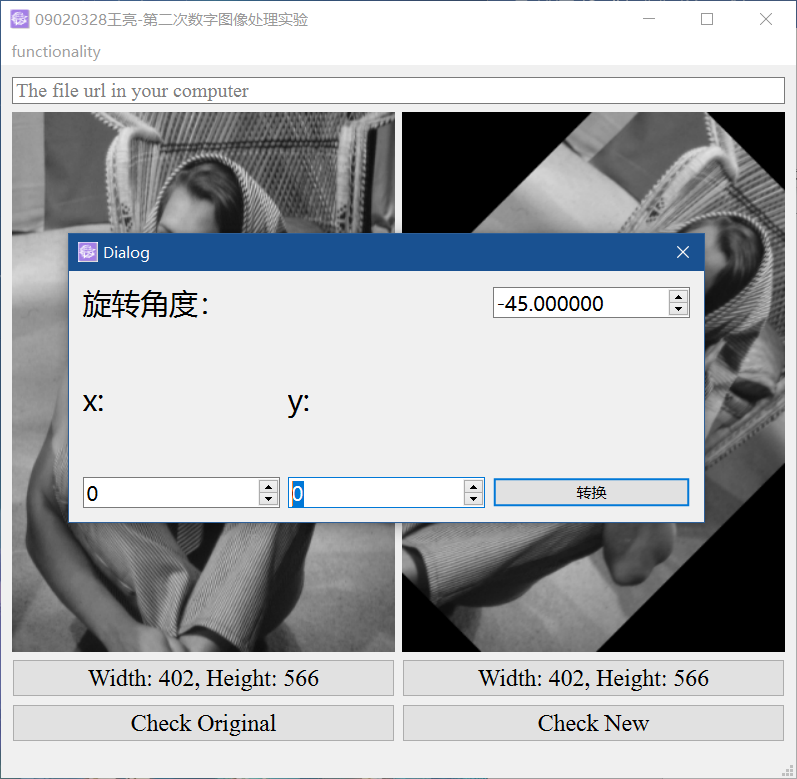 09020328王亮-第二次数字图像处理实验
functionality
The file url in your computer
Dialog
旋转角度：
-45.000000
x:
y:
0
0
转换
Width: 402, Height: 566
Width: 402, Height: 566
Check Original
Check New